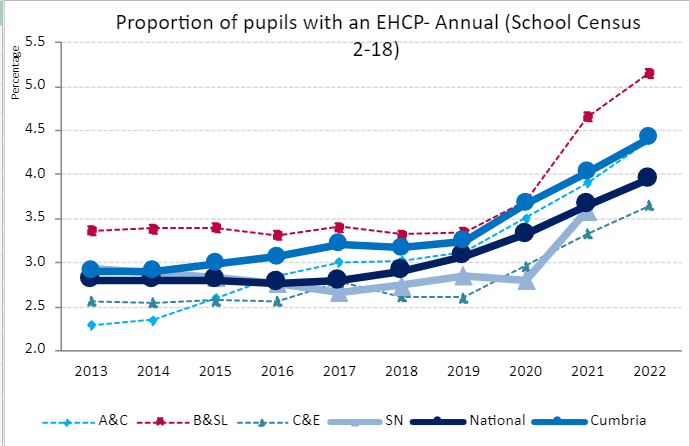 Proportion of pupils with an EHCP- Annual (School Census
2-18)
Percentage
5.5
5.0
4.5
4.0
3.5
3.0
2.5
2.0
2013 2014 2015 2016 2017 2018 2019 2020 2021 2022
A&C B&SL C&E SN National Cumbria